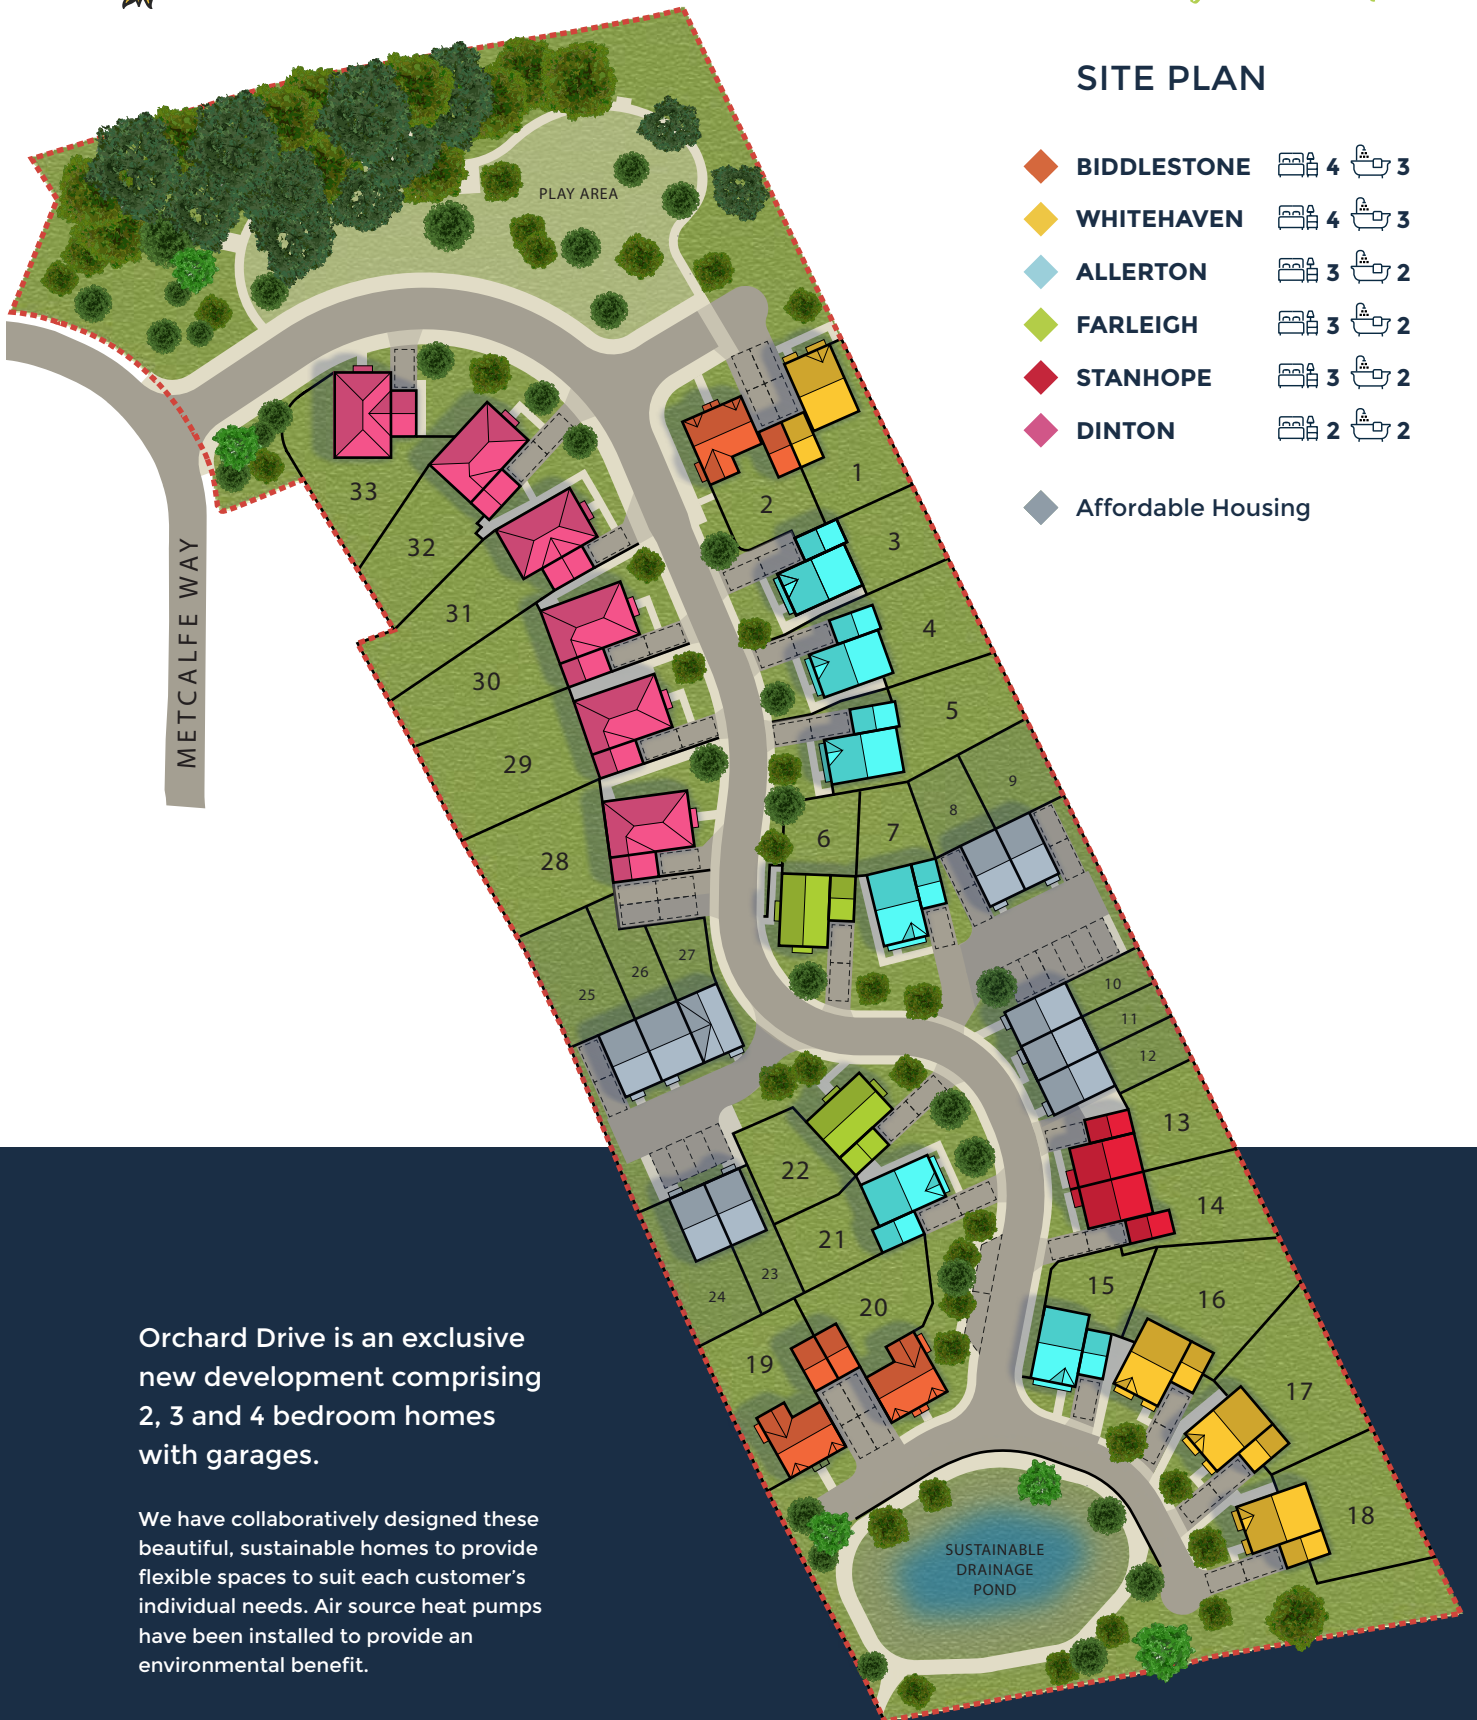 SITE PLAN
BIDDLESTONE 4 3
WHITEHAVEN 4 3
ALLERTON 3 2
FARLEIGH 3 2
STANHOPE 3 2
DINTON 2 2
Affordable Housing
PLAY AREA
METCALFE WAY
1
2
3
4
5
6
7
8
9
10
11
12
13
14
15
16
17
18
19
20
21
22
23
24
25
26
27
28
29
30
31
32
33
SUSTAINABLE
DRAINAGE
POND
Orchard Drive is an exclusive
new development comprising
2, 3 and 4 bedroom homes
with garages.
We have collaboratively designed these
beautiful, sustainable homes to provide
flexible spaces to suit each customer's
individual needs. Air source heat pumps
have been installed to provide an
environmental benefit.